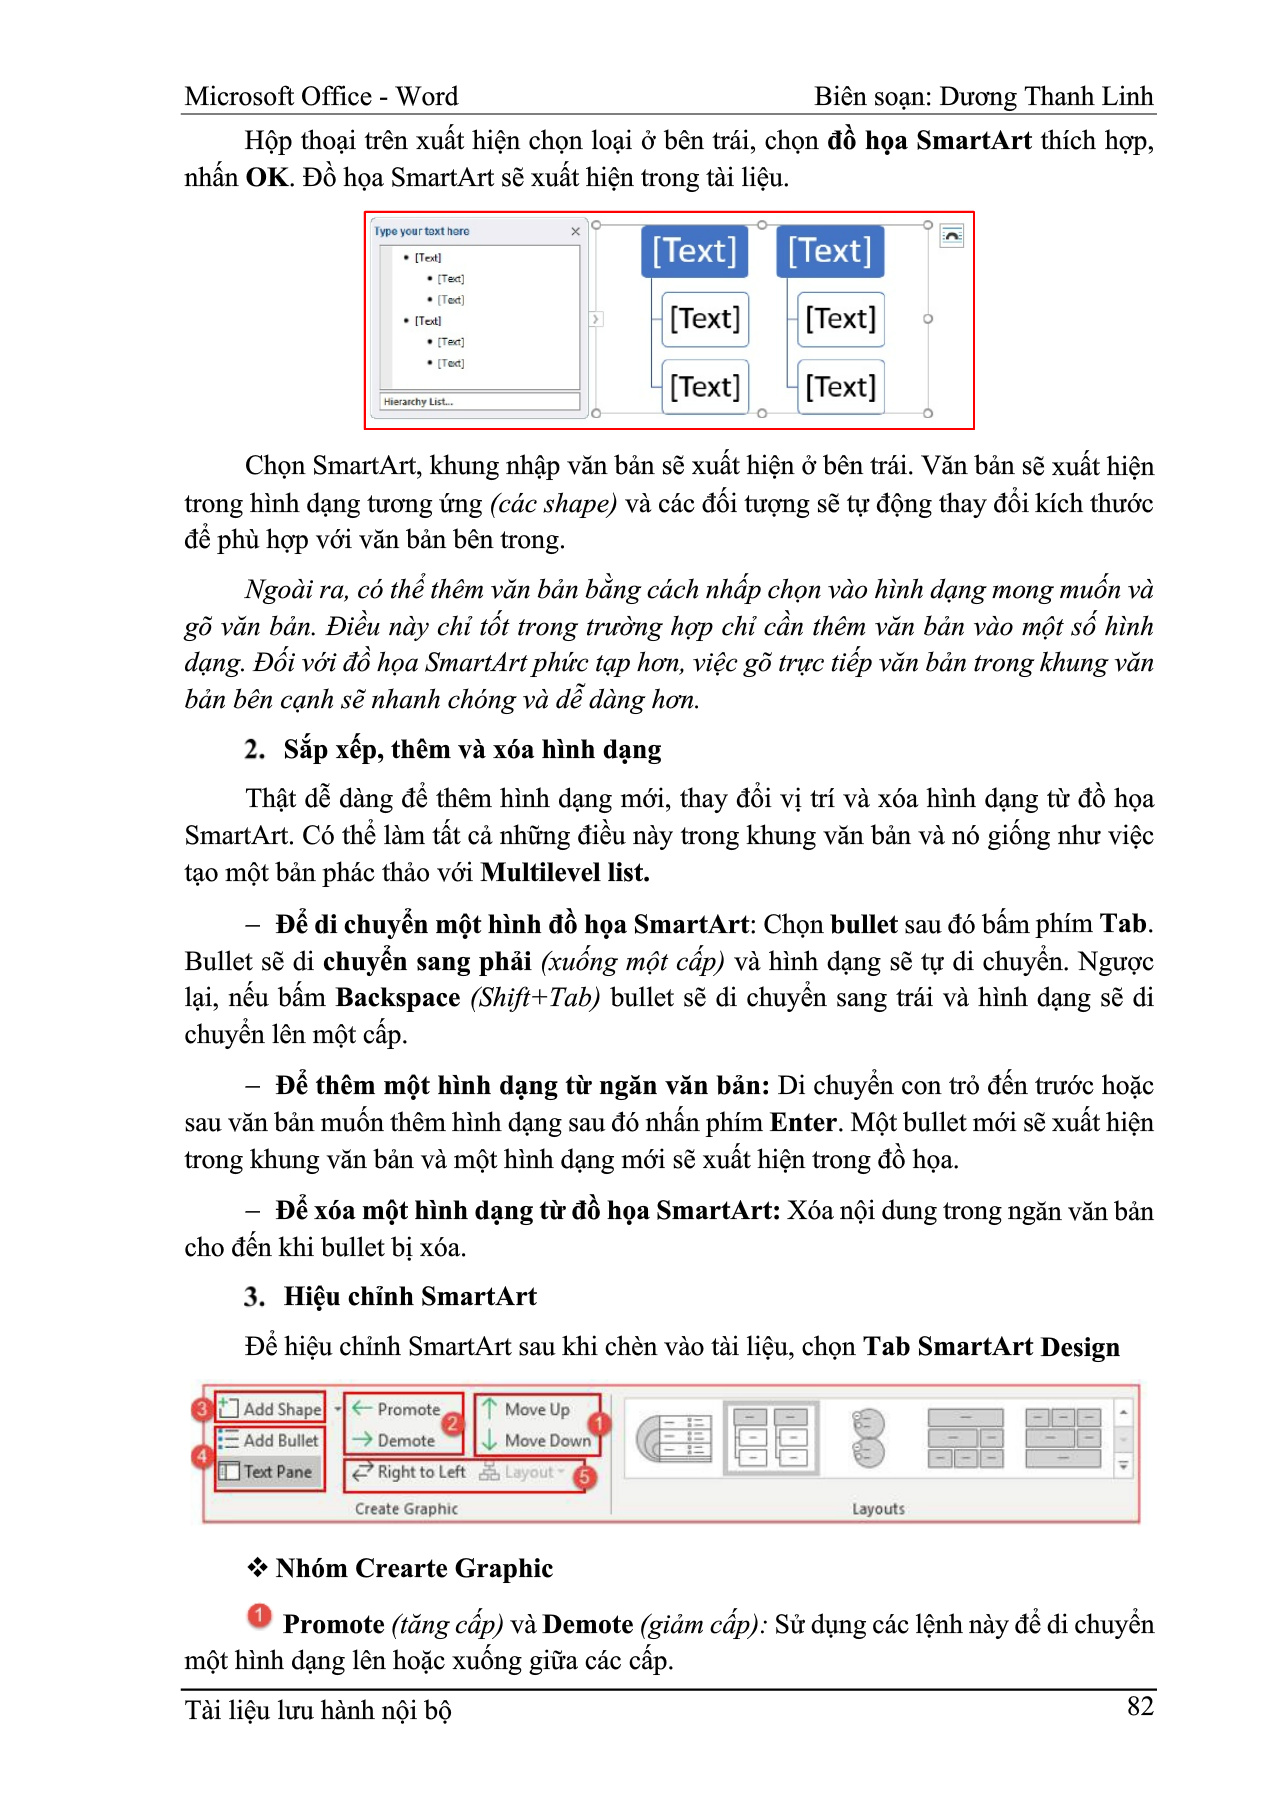 Microsoft Office - Word Biên soạn: Dương Thanh Linh
Hộp thoại trên xuất hiện chọn loại ở bên trái, chọn đồ họa SmartArt thích hợp,
nhấn OK. Đồ họa SmartArt sẽ xuất hiện trong tài liệu.
Type your text here
• [Text]
• [Text]
• [Text]
• [Text]
• [Text]
• [Text]
Hierarchy List...
[Text] [Text]
[Text] [Text]
[Text] [Text]
Chọn SmartArt, khung nhập văn bản sẽ xuất hiện ở bên trái. Văn bản sẽ xuất hiện
trong hình dạng tương ứng (các shape) và các đối tượng sẽ tự động thay đổi kích thước
để phù hợp với văn bản bên trong.
Ngoài ra, có thể thêm văn bản bằng cách nhấp chọn vào hình dạng mong muốn và
gõ văn bản. Điều này chỉ tốt trong trường hợp chỉ cần thêm văn bản vào một số hình
dạng. Đối với đồ họa SmartArt phức tạp hơn, việc gõ trực tiếp văn bản trong khung văn
bản bên cạnh sẽ nhanh chóng và dễ dàng hơn.
2. Sắp xếp, thêm và xóa hình dạng
Thật dễ dàng để thêm hình dạng mới, thay đổi vị trí và xóa hình dạng từ đồ họa
SmartArt. Có thể làm tất cả những điều này trong khung văn bản và nó giống như việc
tạo một bản phác thảo với Multilevel list.
– Để di chuyển một hình đồ họa SmartArt: Chọn bullet sau đó bấm phím Tab.
Bullet sẽ di chuyển sang phải (xuống một cấp) và hình dạng sẽ tự di chuyển. Ngược
lại, nếu bấm Backspace (Shift+Tab) bullet sẽ di chuyển sang trái và hình dạng sẽ di
chuyển lên một cấp.
– Để thêm một hình dạng từ ngăn văn bản: Di chuyển con trỏ đến trước hoặc
sau văn bản muốn thêm hình dạng sau đó nhấn phím Enter. Một bullet mới sẽ xuất hiện
trong khung văn bản và một hình dạng mới sẽ xuất hiện trong đồ họa.
– Để xóa một hình dạng từ đồ họa SmartArt: Xóa nội dung trong ngăn văn bản
cho đến khi bullet bị xóa.
3. Hiệu chỉnh SmartArt
Để hiệu chỉnh SmartArt sau khi chèn vào tài liệu, chọn Tab SmartArt Design
3 Add Shape Promote 2 Move Up 1
4 Add Bullet Demote Move Down
Text Pane Right to Left Layout 5
Create Graphic Layouts
❖ Nhóm Crearte Graphic
1 Promote (tăng cấp) và Demote (giảm cấp): Sử dụng các lệnh này để di chuyển
một hình dạng lên hoặc xuống giữa các cấp.
Tài liệu lưu hành nội bộ 82